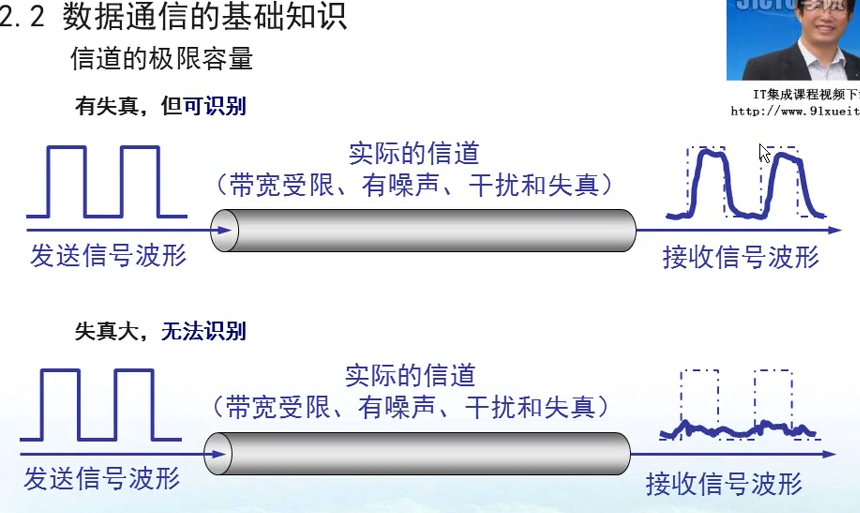 2.2 数据通信的基础知识
信道的极限容量
IT集成课程视频下
http://www.91xueit
有失真，但可识别
实际的信道
（带宽受限、有噪声、干扰和失真）
发送信号波形
接收信号波形
失真大，无法识别
实际的信道
（带宽受限、有噪声、干扰和失真）
发送信号波形
接收信号波形